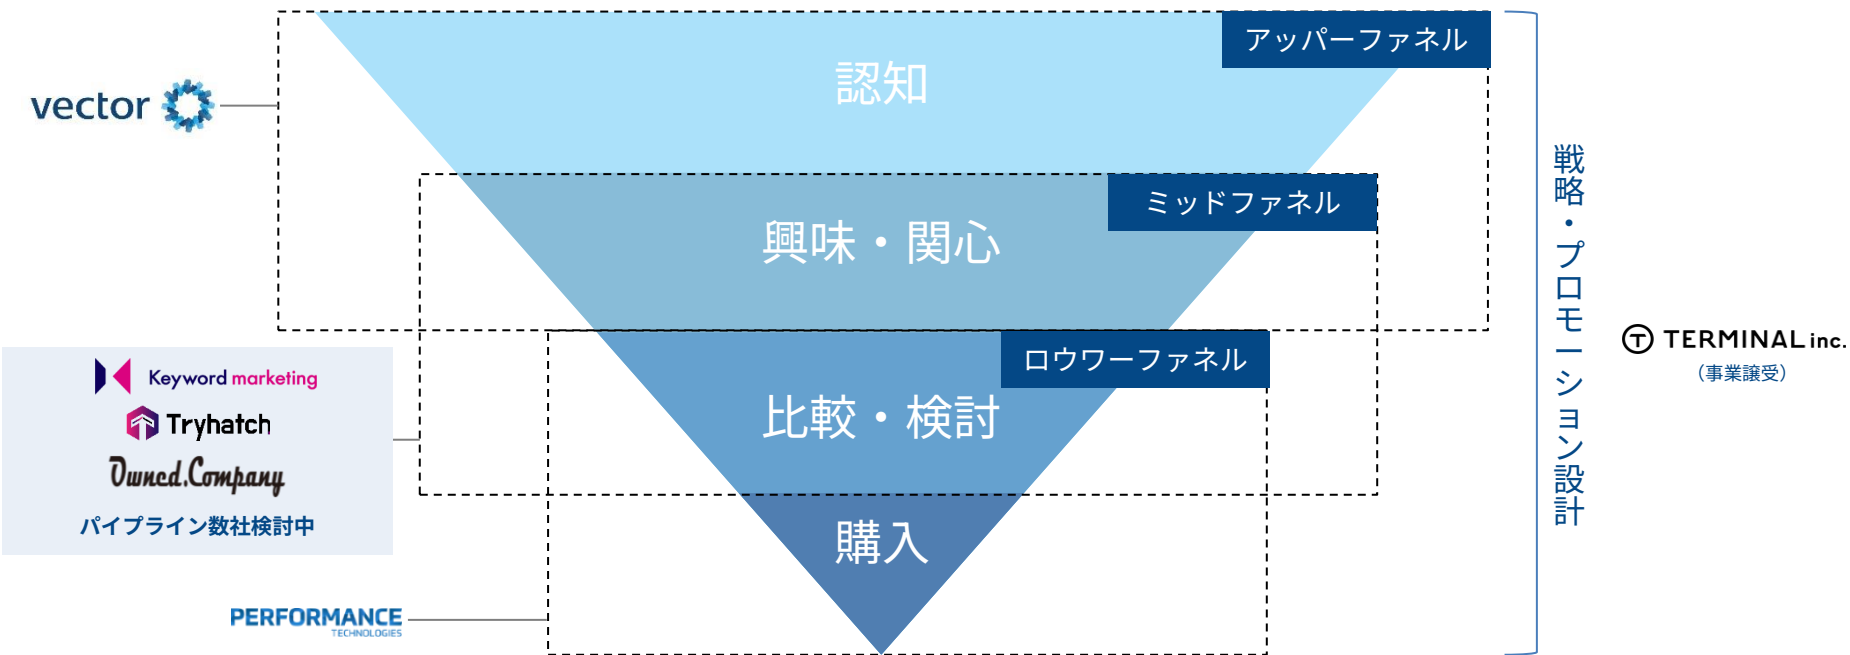 アッパーファネル
認知
vector
ミッドファネル
興味・関心
戦略・プロモーション設計
TERMINAL inc.
（事業譲受）
ロウワーファネル
比較・検討
Keyword marketing
Tryhatch
Owned.Company
パイプライン数社検討中
購入
PERFORMANCE
TECHNOLOGIES